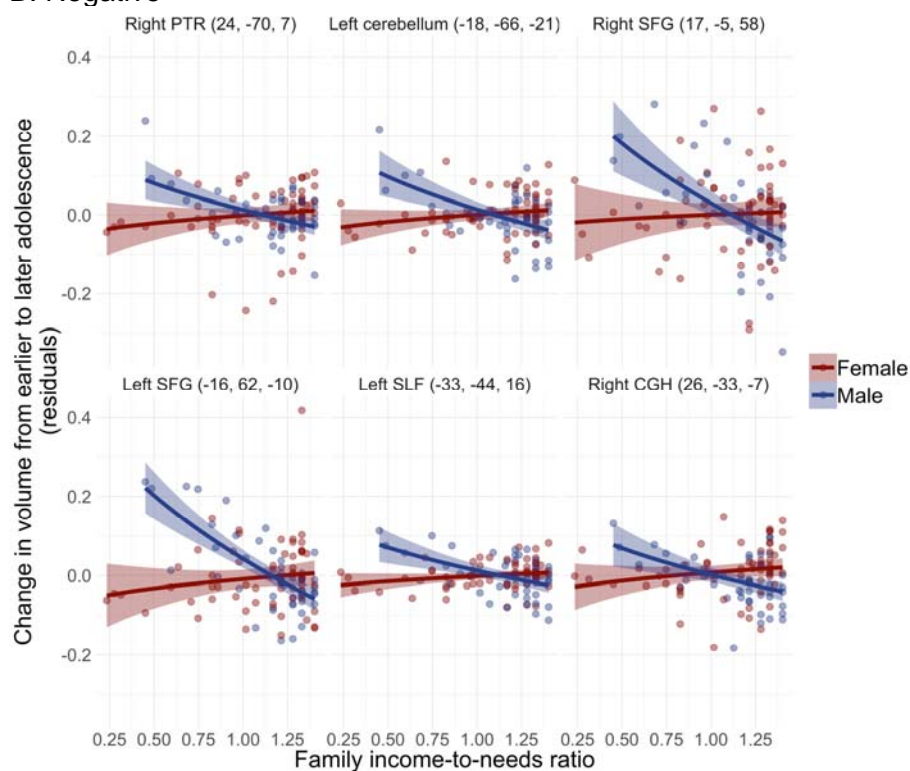 B. Negative
Right PTR (24, -70, 7) Left cerebellum (-18, -66, -21) Right SFG (17, -5, 58)
0.4
0.2
0.0
-0.2
Left SFG (-16, 62, -10) Left SLF (-33, -44, 16) Right CGH (26, -33, -7)
0.4
0.2
0.0
-0.2
0.25 0.50 0.75 1.00 1.25 0.25 0.50 0.75 1.00 1.25 0.25 0.50 0.75 1.00 1.25
Family income-to-needs ratio
Change in volume from earlier to later adolescence
(residuals)
Female
Male